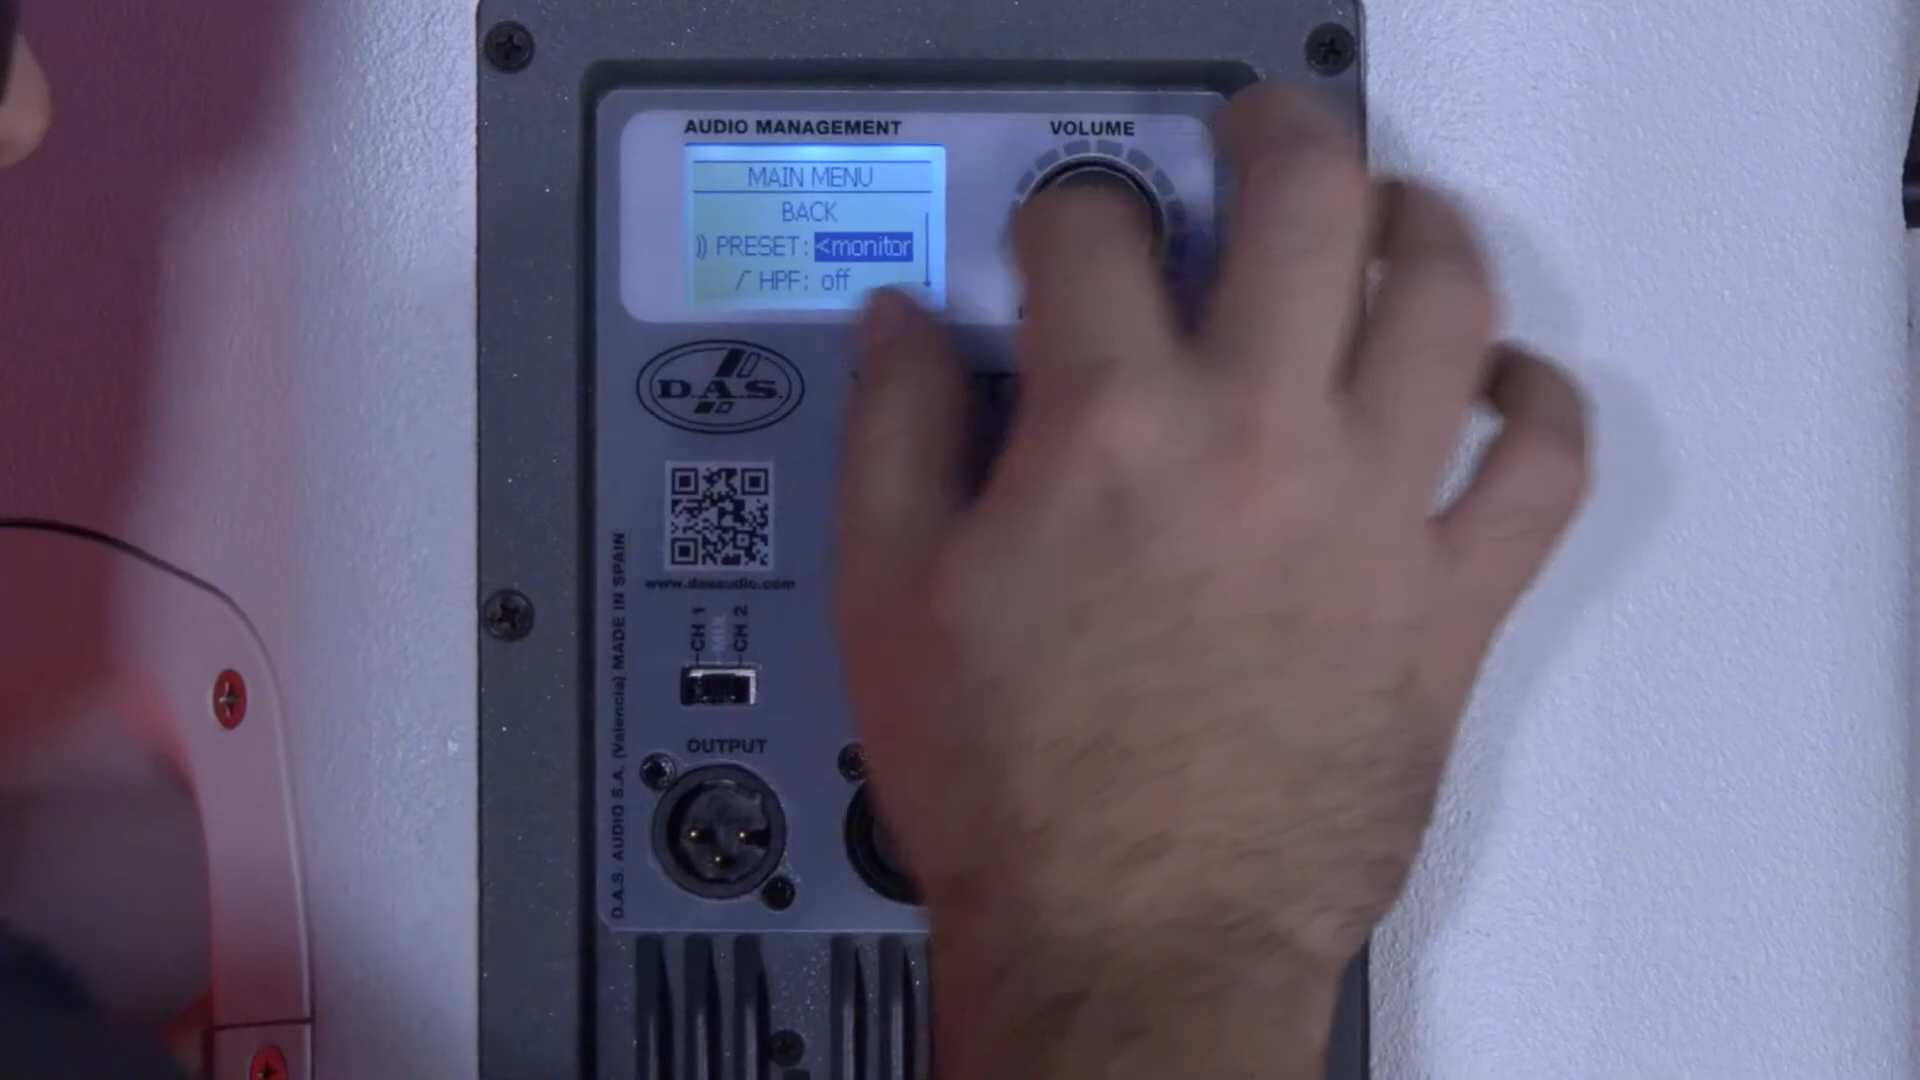 AUDIO MANAGEMENT
VOLUME
MAIN MENU
BACK
PRESET: <monitor
HPF: off
D.A.S.
www.dasaudio.com
CH 1
MIX
CH 2
OUTPUT
D.A.S. AUDIO S.A. (Valencia) MADE IN SPAIN